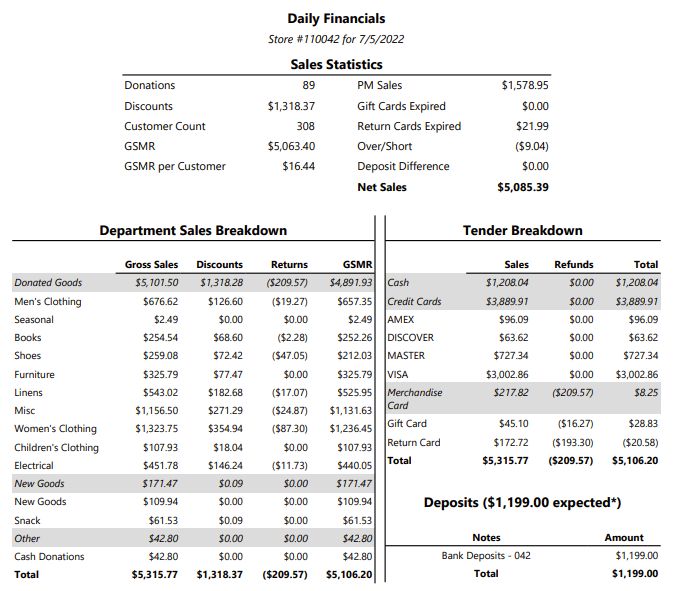 Daily Financials
Store #110042 for 7/5/2022
Sales Statistics
Donations 89 PM Sales $1,578.95
Discounts $1,318.37 Gift Cards Expired $0.00
Customer Count 308 Return Cards Expired $21.99
GSMR $5,063.40 Over/Short ($9.04)
GSMR per Customer $16.44 Deposit Difference $0.00
Net Sales $5,085.39
Department Sales Breakdown
Gross Sales Discounts Returns GSMR
Donated Goods $5,101.50 $1,318.28 ($209.57) $4,891.93
Men's Clothing $676.62 $126.60 ($19.27) $657.35
Seasonal $2.49 $0.00 $0.00 $2.49
Books $254.54 $68.60 ($2.28) $252.26
Shoes $259.08 $72.42 ($47.05) $212.03
Furniture $325.79 $77.47 $0.00 $325.79
Linens $543.02 $182.68 ($17.07) $525.95
Misc $1,156.50 $271.29 ($24.87) $1,131.63
Women's Clothing $1,323.75 $354.94 ($87.30) $1,236.45
Children's Clothing $107.93 $18.04 $0.00 $107.93
Electrical $451.78 $146.24 ($11.73) $440.05
New Goods $171.47 $0.09 $0.00 $171.47
New Goods $109.94 $0.00 $0.00 $109.94
Snack $61.53 $0.09 $0.00 $61.53
Other $42.80 $0.00 $0.00 $42.80
Cash Donations $42.80 $0.00 $0.00 $42.80
Total $5,315.77 $1,318.37 ($209.57) $5,106.20
Tender Breakdown
Sales Refunds Total
Cash $1,208.04 $0.00 $1,208.04
Credit Cards $3,889.91 $0.00 $3,889.91
AMEX $96.09 $0.00 $96.09
DISCOVER $63.62 $0.00 $63.62
MASTER $727.34 $0.00 $727.34
VISA $3,002.86 $0.00 $3,002.86
Merchandise $217.82 ($209.57) $8.25
Card
Gift Card $45.10 ($16.27) $28.83
Return Card $172.72 ($193.30) ($20.58)
Total $5,315.77 ($209.57) $5,106.20
Deposits ($1,199.00 expected*)
Notes Amount
Bank Deposits - 042 $1,199.00
Total $1,199.00